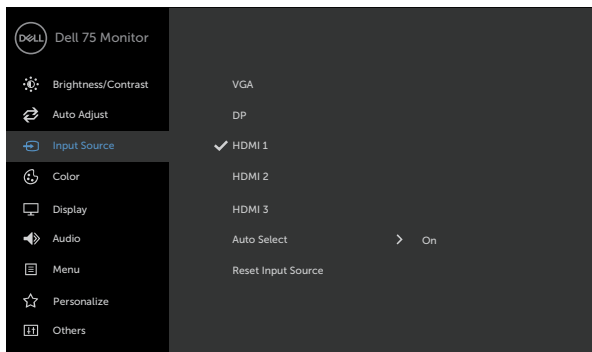 DELL Dell 75 Monitor
Brightness/Contrast
VGA
Auto Adjust
DP
Input Source
HDMI 1
Color
HDMI 2
Display
HDMI 3
Audio
Auto Select On
Menu
Reset Input Source
Personalize
Others